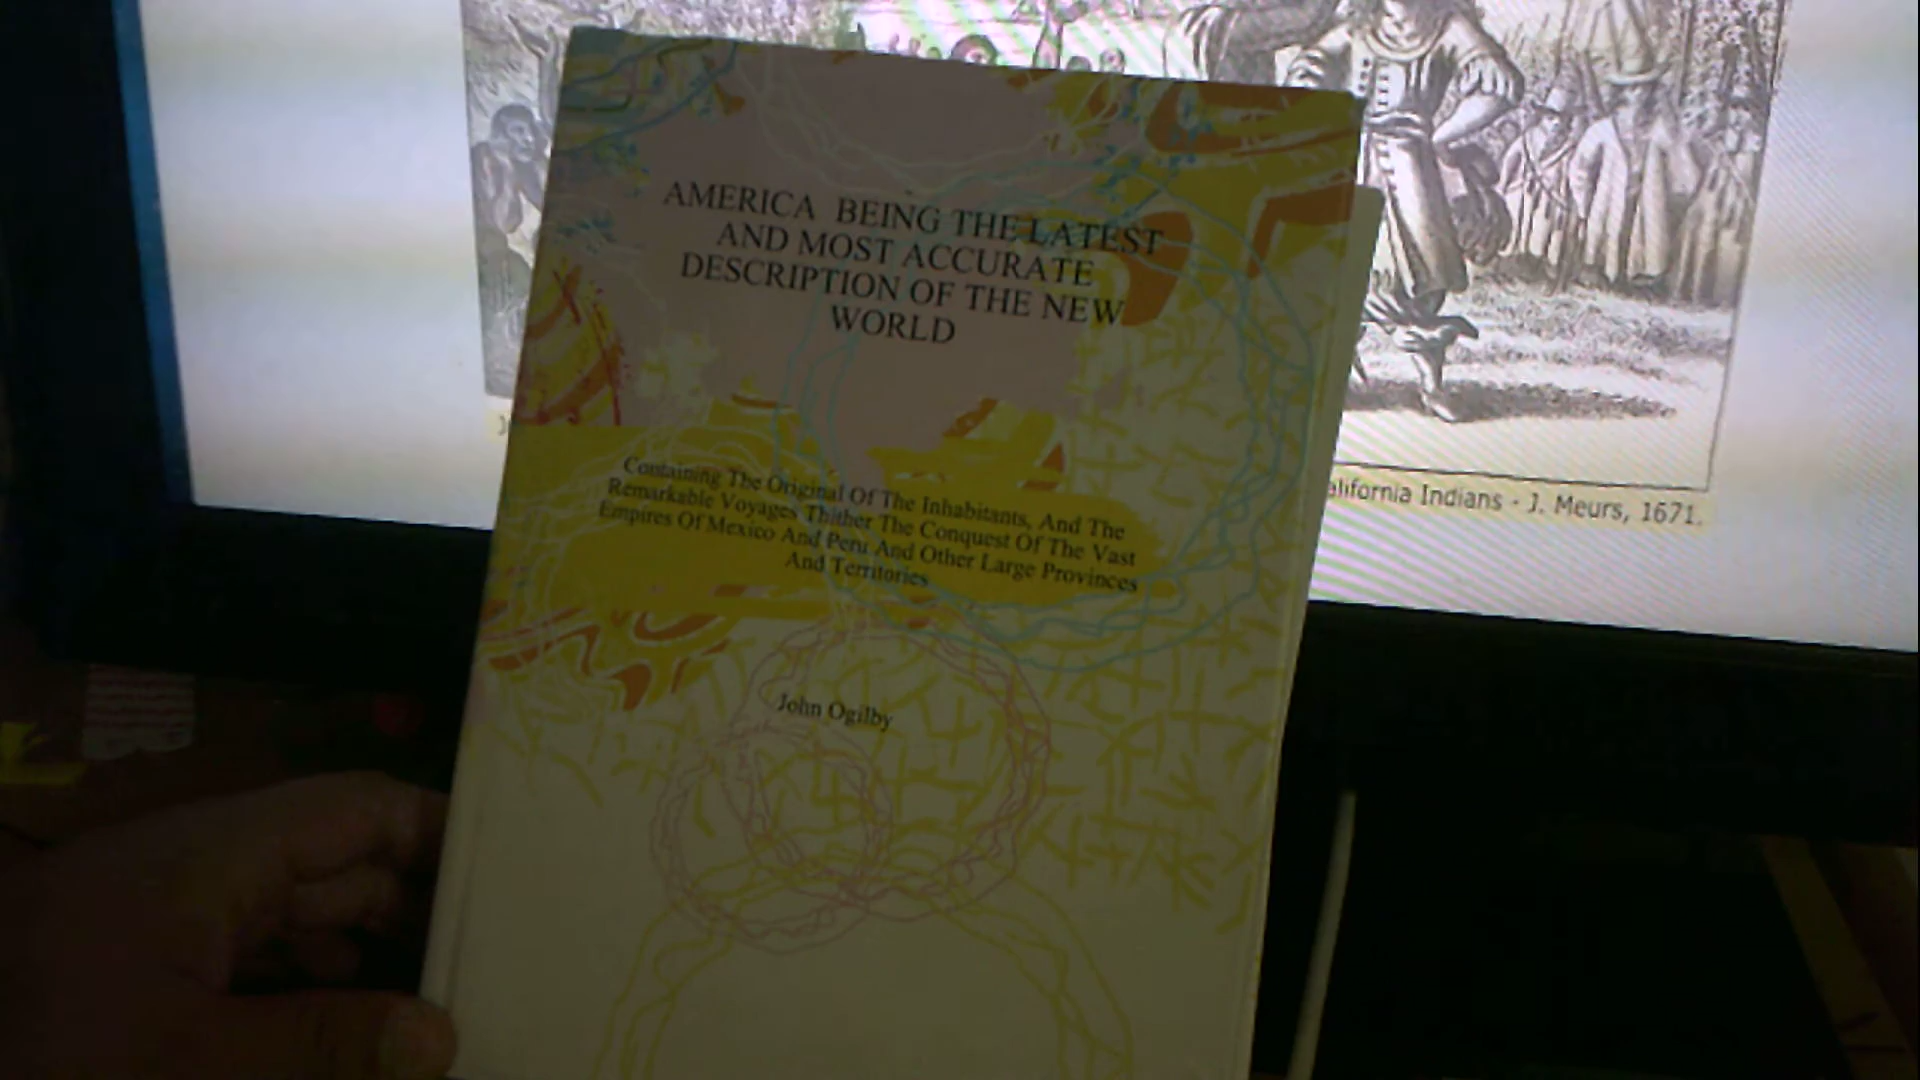 AMERICA BEING THE LATEST
AND MOST ACCURATE
DESCRIPTION OF THE NEW
WORLD
Containing The Original Of The Inhabitants, And The
Remarkable Voyages Thither The Conquest Of The Vast
Empires Of Mexico And Peru And Other Large Provinces
And Territories
John Ogilby
alifornia Indians - J. Meurs, 1671.